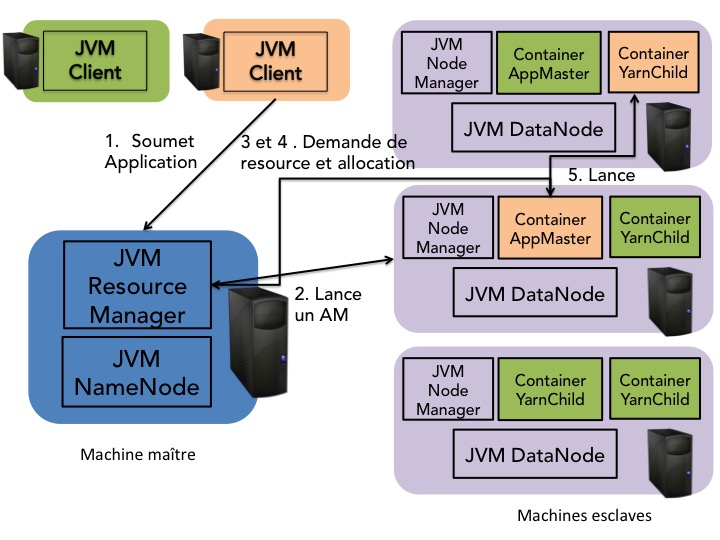 JVM
Client
JVM
Client
1. Soumet
Application
3 et 4 . Demande de
resource et allocation
JVM
Resource
Manager
JVM
NameNode
2. Lance
un AM
Machine maître
JVM
Node
Manager
Container
AppMaster
Container
YarnChild
JVM DataNode
5. Lance
JVM
Node
Manager
Container
AppMaster
Container
YarnChild
JVM DataNode
JVM
Node
Manager
Container
YarnChild
Container
YarnChild
JVM DataNode
Machines esclaves